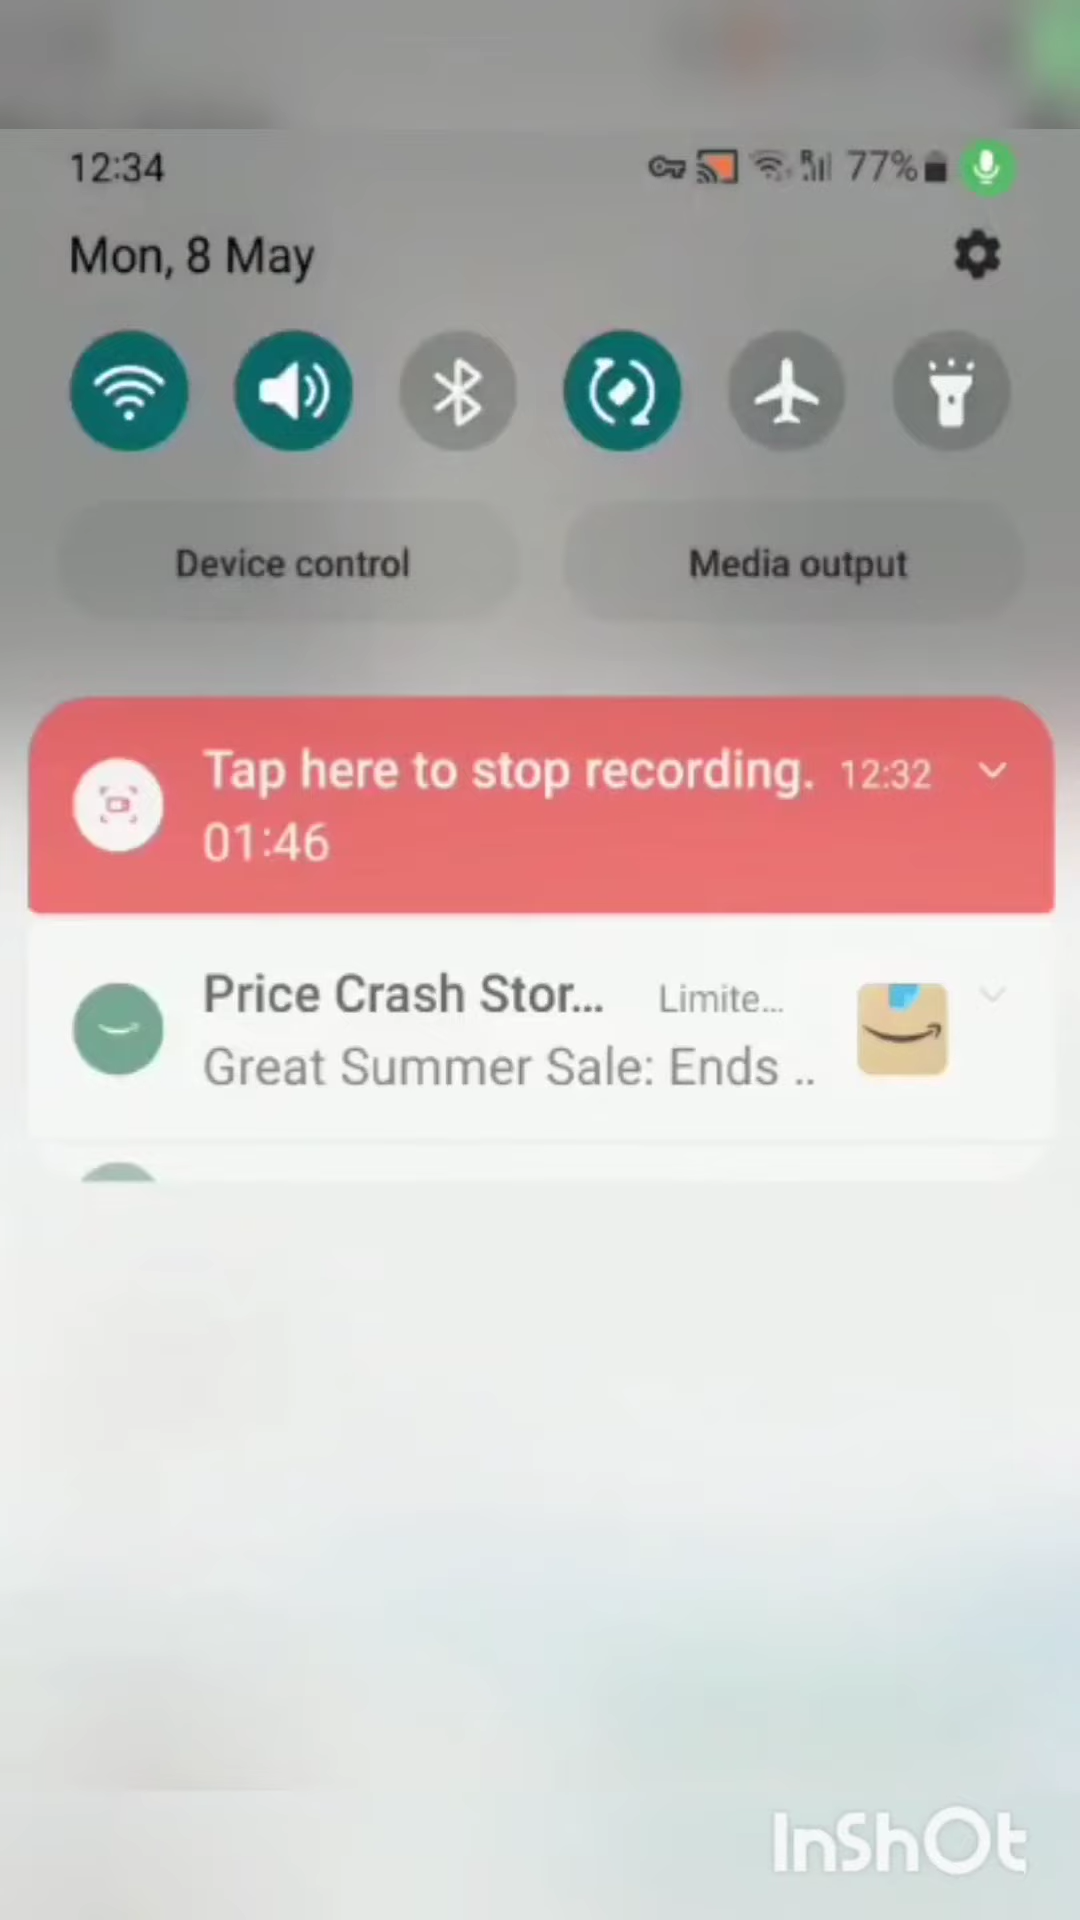 12:34 77%
Mon, 8 May
Device control Media output
Tap here to stop recording. 12:32
01:46
Price Crash Stor... Limite...
Great Summer Sale: Ends ..
InShOt